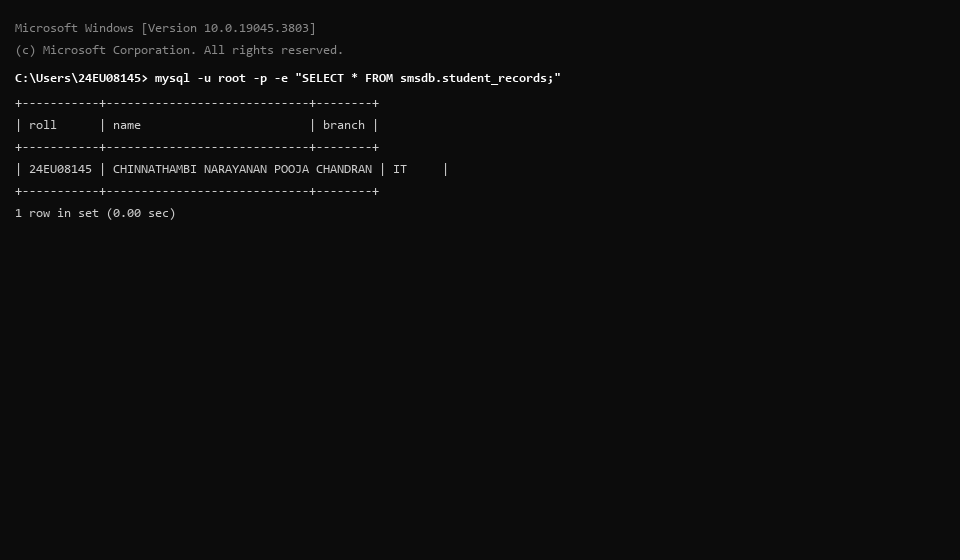 Microsoft Windows [Version 10.0.19045.3803]
(c) Microsoft Corporation. All rights reserved.
C:\Users\24EU08145> mysql -u root -p -e "SELECT * FROM smsdb.student_records;"
+-----------+-----------------------------+--------+
| roll      | name                        | branch |
+-----------+-----------------------------+--------+
| 24EU08145 | CHINNATHAMBI NARAYANAN POOJA CHANDRAN | IT     |
+-----------+-----------------------------+--------+
1 row in set (0.00 sec)